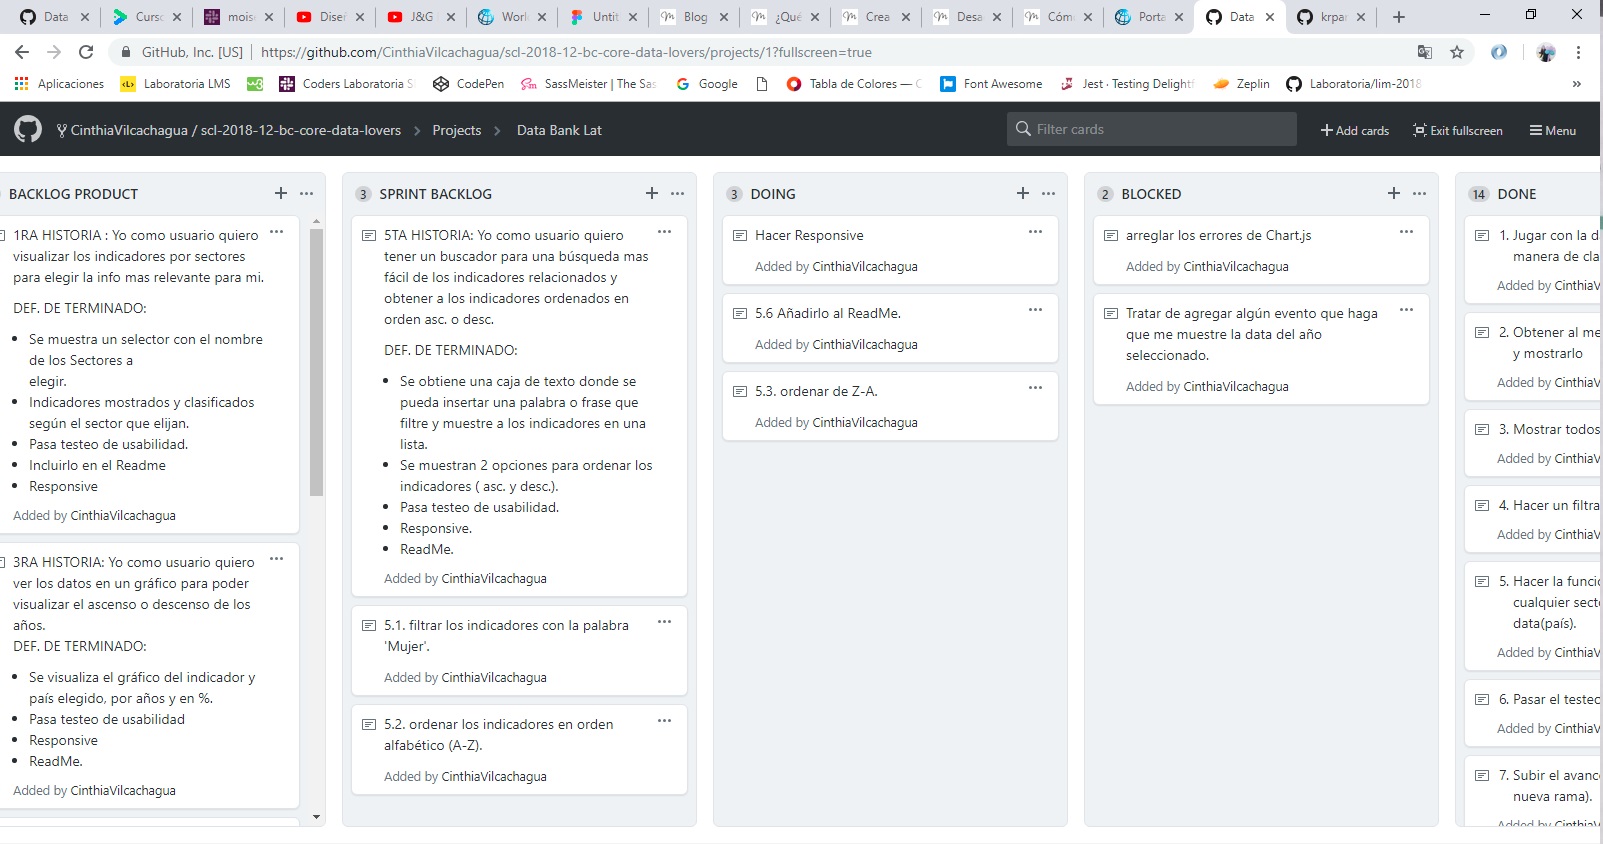 Data
Curso
mois
Diseñ
J&G
Worl
Untit
Blog
¿Qué
Crea
Desa
Cómo
Porta
Data
krpar
GitHub, Inc. [US]
https://github.com/CinthiaVilcachagua/scl-2018-12-bc-core-data-lovers/projects/1?fullscreen=true
Aplicaciones
Laboratoria LMS
Coders Laboratoria S
CodePen
SassMeister | The Sas
Google
Tabla de Colores — C
Font Awesome
Jest · Testing Delightf
Zeplin
Laboratoria/lim-2018
»
CinthiaVilcachagua / scl-2018-12-bc-core-data-lovers
Projects
Data Bank Lat
Filter cards
Add cards
Exit fullscreen
Menu
BACKLOG PRODUCT
1RA HISTORIA : Yo como usuario quiero
visualizar los indicadores por sectores
para elegir la info mas relevante para mi.
DEF. DE TERMINADO:
• Se muestra un selector con el nombre
de los Sectores a
elegir.
• Indicadores mostrados y clasificados
según el sector que elijan.
• Pasa testeo de usabilidad.
• Incluirlo en el Readme
• Responsive
Added by CinthiaVilcachagua
3RA HISTORIA: Yo como usuario quiero
ver los datos en un gráfico para poder
visualizar el ascenso o descenso de los
años.
DEF. DE TERMINADO:
• Se visualiza el gráfico del indicador y
país elegido, por años y en %.
• Pasa testeo de usabilidad
• Responsive
• ReadMe.
Added by CinthiaVilcachagua
3 SPRINT BACKLOG
5TA HISTORIA: Yo como usuario quiero
tener un buscador para una búsqueda mas
fácil de los indicadores relacionados y
obtener a los indicadores ordenados en
orden asc. o desc.
DEF. DE TERMINADO:
• Se obtiene una caja de texto donde se
pueda insertar una palabra o frase que
filtre y muestre a los indicadores en una
lista.
• Se muestran 2 opciones para ordenar los
indicadores ( asc. y desc.).
• Pasa testeo de usabilidad.
• Responsive.
• ReadMe.
Added by CinthiaVilcachagua
5.1. filtrar los indicadores con la palabra
'Mujer'.
Added by CinthiaVilcachagua
5.2. ordenar los indicadores en orden
alfabético (A-Z).
Added by CinthiaVilcachagua
3 DOING
Hacer Responsive
Added by CinthiaVilcachagua
5.6 Añadirlo al ReadMe.
Added by CinthiaVilcachagua
5.3. ordenar de Z-A.
Added by CinthiaVilcachagua
2 BLOCKED
arreglar los errores de Chart.js
Added by CinthiaVilcachagua
Tratar de agregar algún evento que haga
que me muestre la data del año
seleccionado.
Added by CinthiaVilcachagua
14 DONE
1. Jugar con la d
manera de cla
Added by CinthiaV
2. Obtener al me
y mostrarlo
Added by CinthiaV
3. Mostrar todos
Added by CinthiaV
4. Hacer un filtra
Added by CinthiaV
5. Hacer la funcio
cualquier secto
data(país).
Added by CinthiaV
6. Pasar el testeo
Added by CinthiaV
7. Subir el avance
nueva rama).
Added by CinthiaV